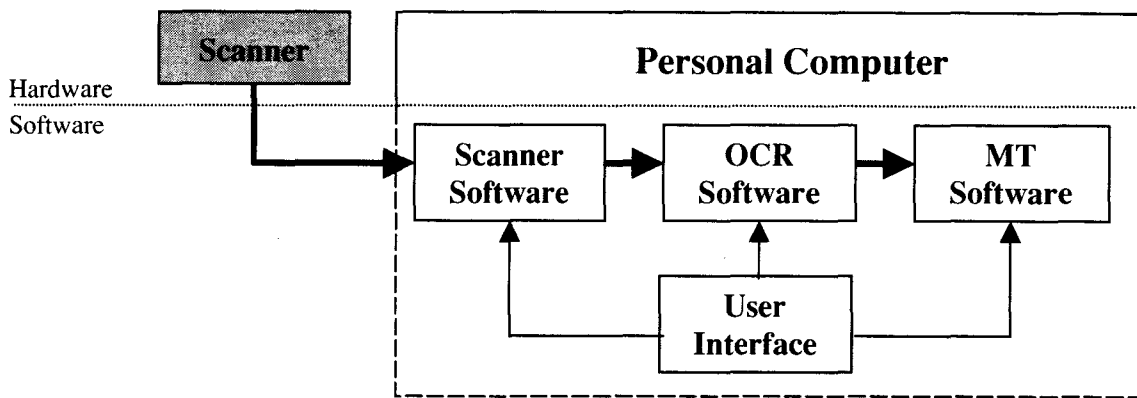 Scanner
Personal Computer
Hardware
Software
Scanner
Software
OCR
Software
MT
Software
User
Interface